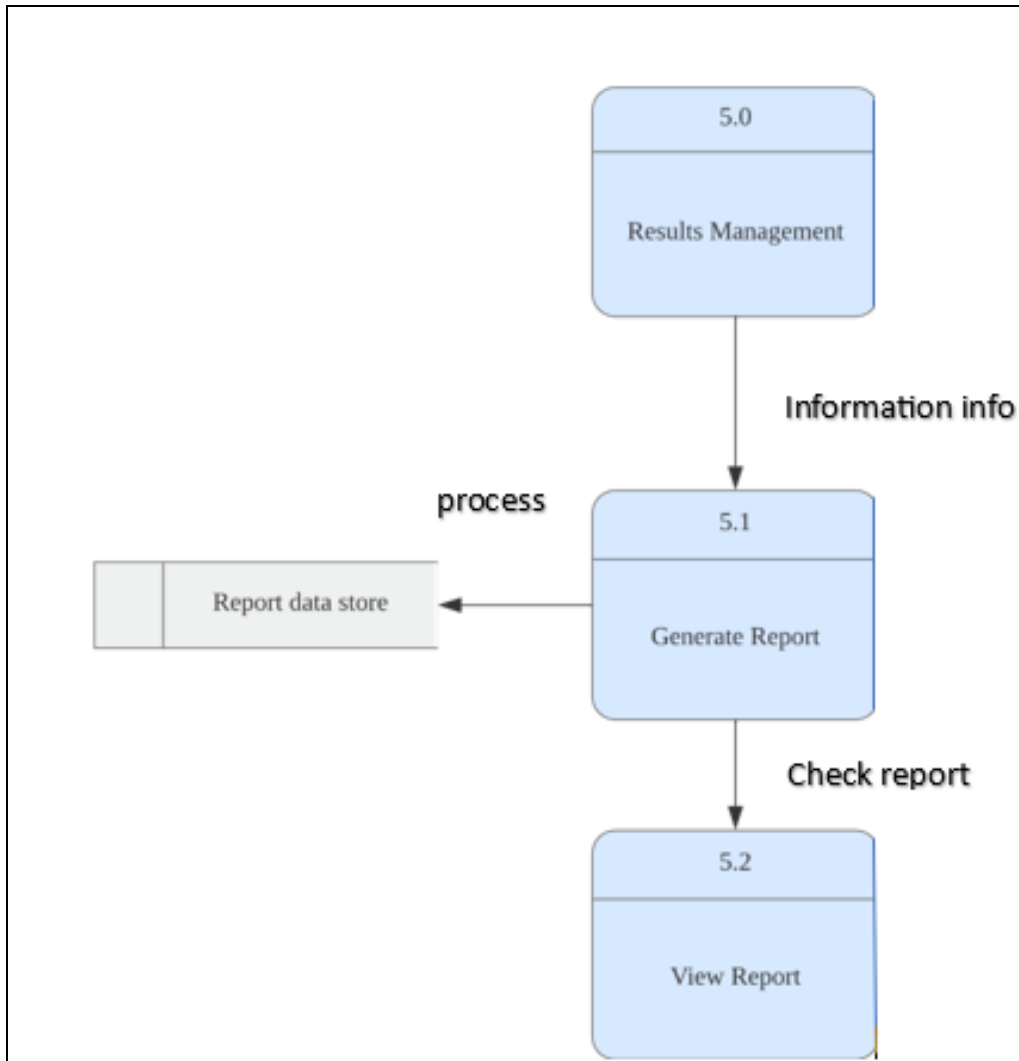 5.0
Results Management
Information info
process
5.1
Report data store
Generate Report
Check report
5.2
View Report